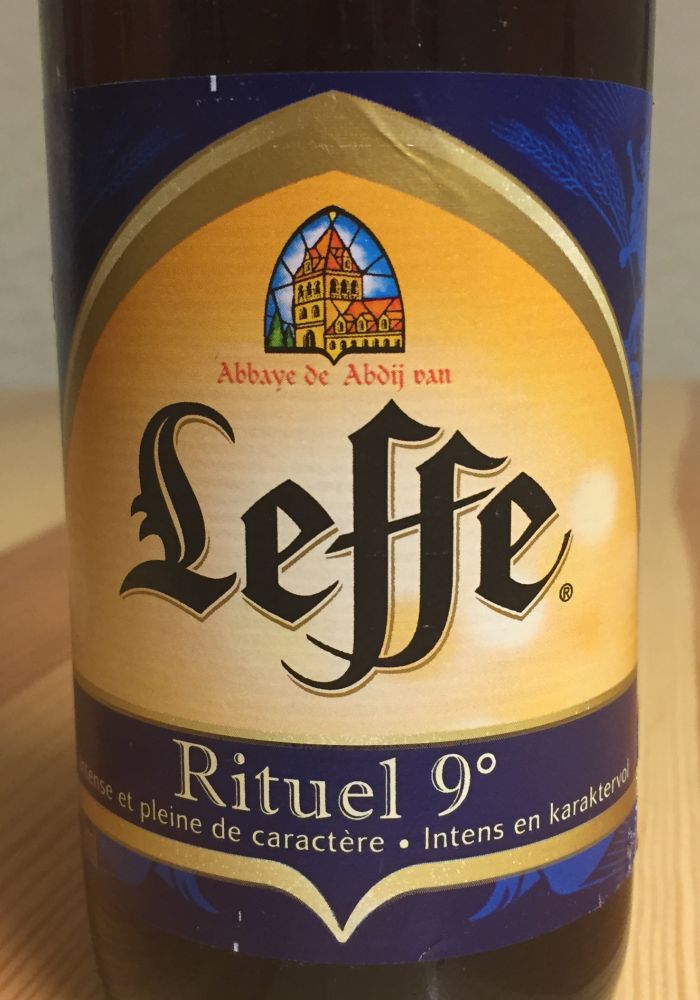 Abbaye de Abdij van
Leffe®
Rituel 9°
et pleine de caractère • Intens en karaktervol